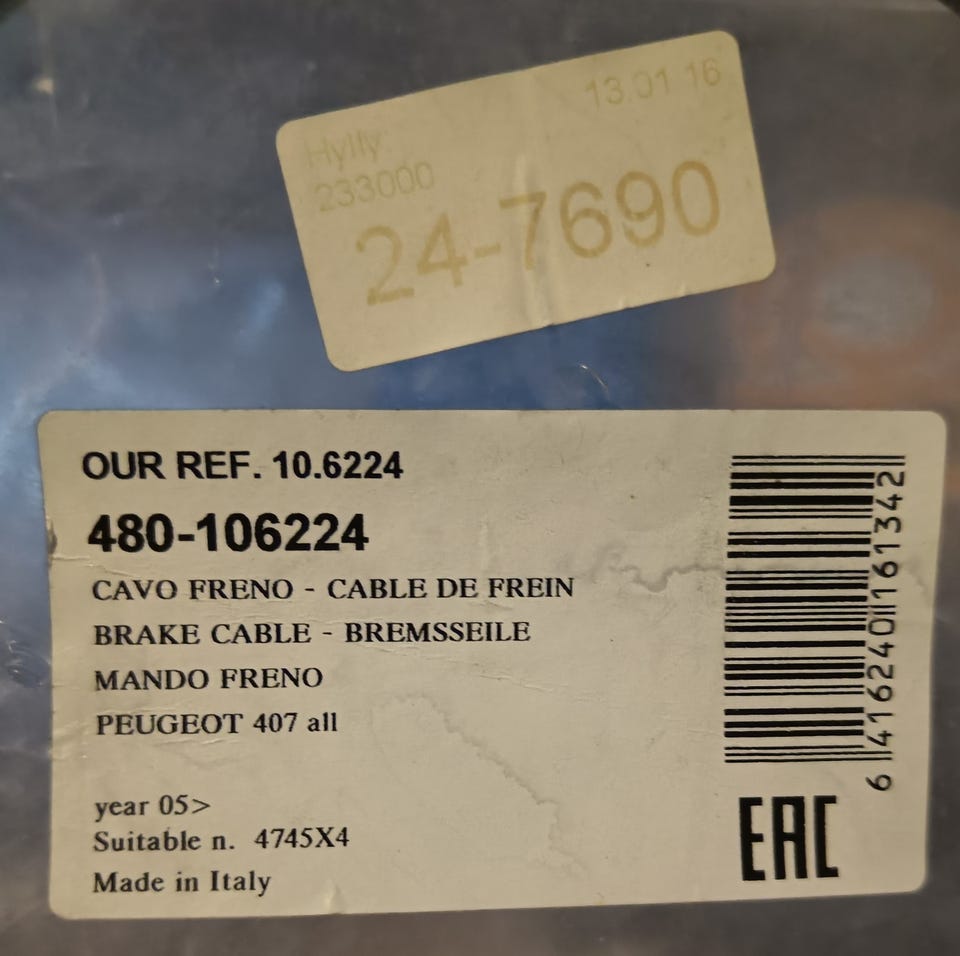 13.01 16
Hylly:
233000
24-7690
OUR REF. 10.6224
480-106224
CAVO FRENO - CABLE DE FREIN
BRAKE CABLE - BREMSSEILE
MANDO FRENO
PEUGEOT 407 all
year 05>
Suitable n. 4745X4
Made in Italy
6 416240 161342
EAC